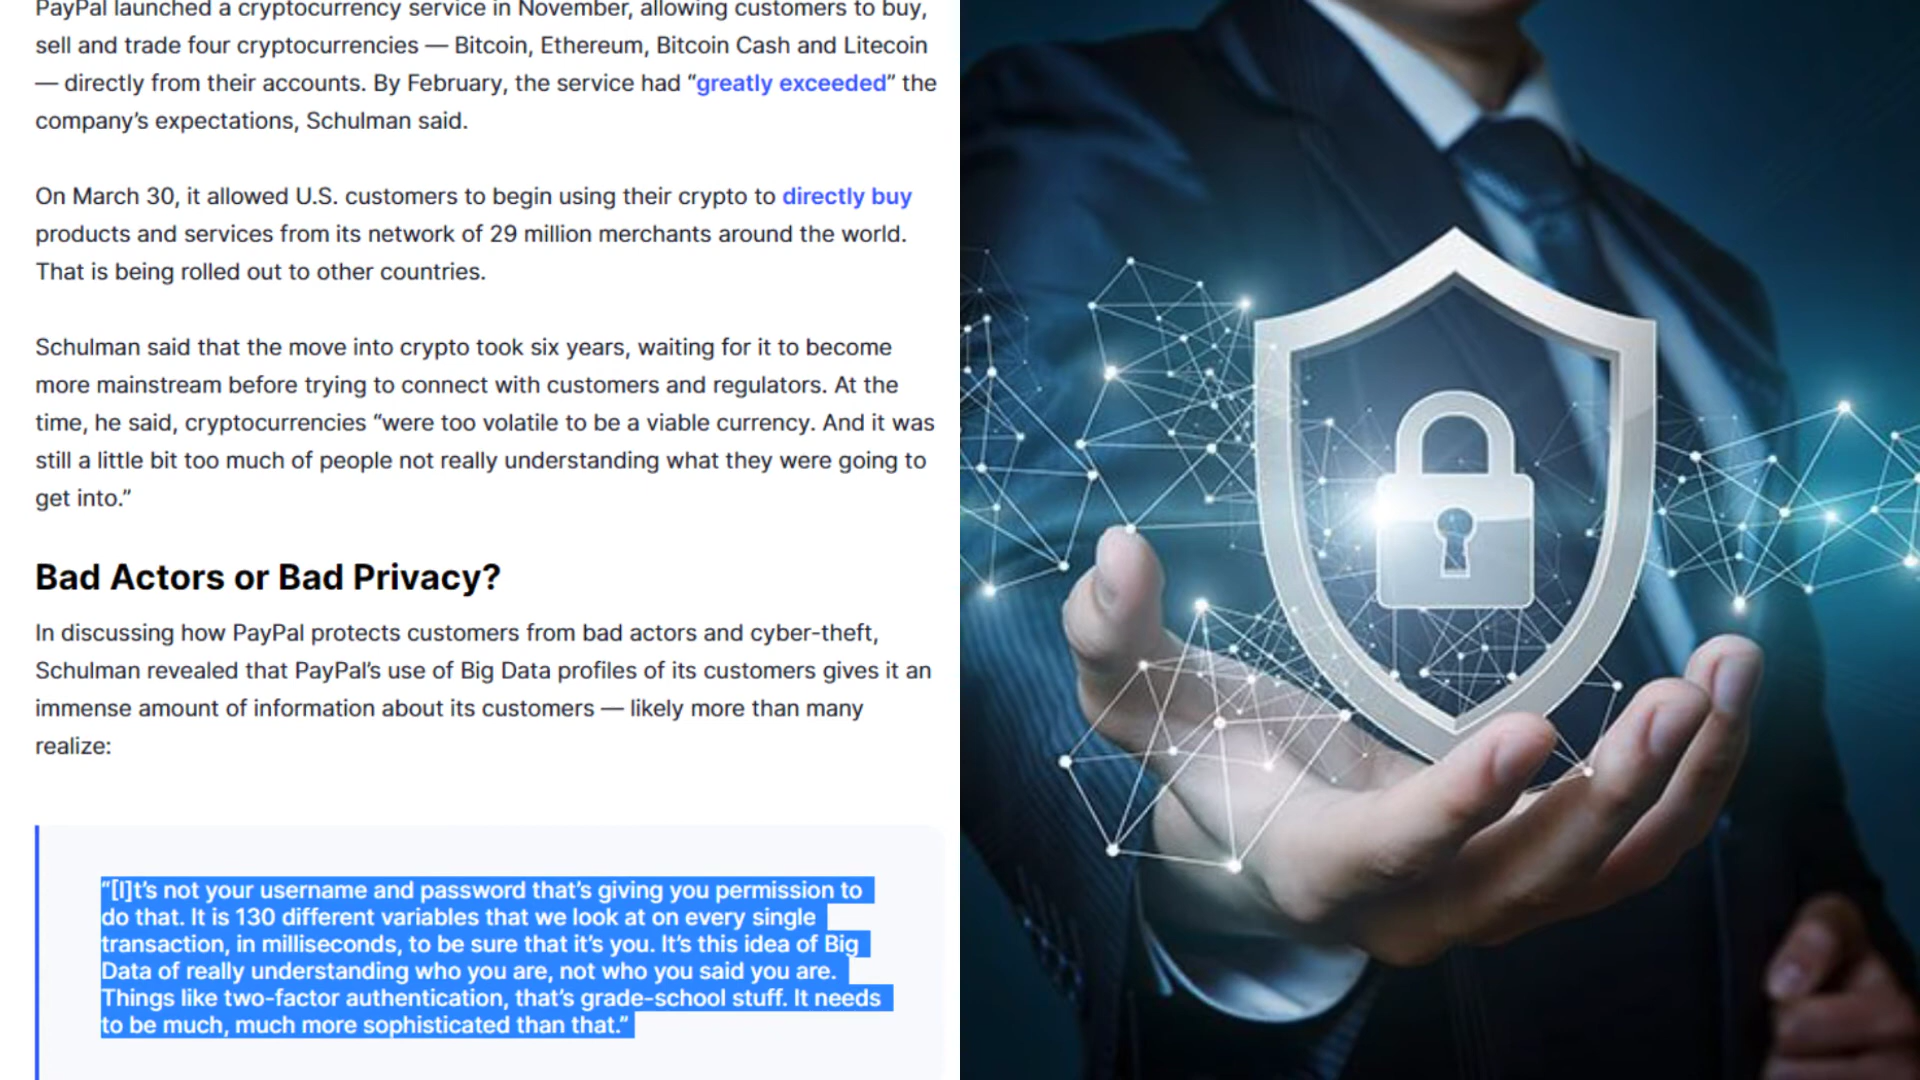 PayPal launched a cryptocurrency service in November, allowing customers to buy,
sell and trade four cryptocurrencies — Bitcoin, Ethereum, Bitcoin Cash and Litecoin
— directly from their accounts. By February, the service had “greatly exceeded” the
company’s expectations, Schulman said.
On March 30, it allowed U.S. customers to begin using their crypto to directly buy
products and services from its network of 29 million merchants around the world.
That is being rolled out to other countries.
Schulman said that the move into crypto took six years, waiting for it to become
more mainstream before trying to connect with customers and regulators. At the
time, he said, cryptocurrencies “were too volatile to be a viable currency. And it was
still a little bit too much of people not really understanding what they were going to
get into.”
Bad Actors or Bad Privacy?
In discussing how PayPal protects customers from bad actors and cyber-theft,
Schulman revealed that PayPal’s use of Big Data profiles of its customers gives it an
immense amount of information about its customers — likely more than many
realize:
“[I]t’s not your username and password that’s giving you permission to
do that. It is 130 different variables that we look at on every single
transaction, in milliseconds, to be sure that it’s you. It’s this idea of Big
Data of really understanding who you are, not who you said you are.
Things like two-factor authentication, that’s grade-school stuff. It needs
to be much, much more sophisticated than that.”